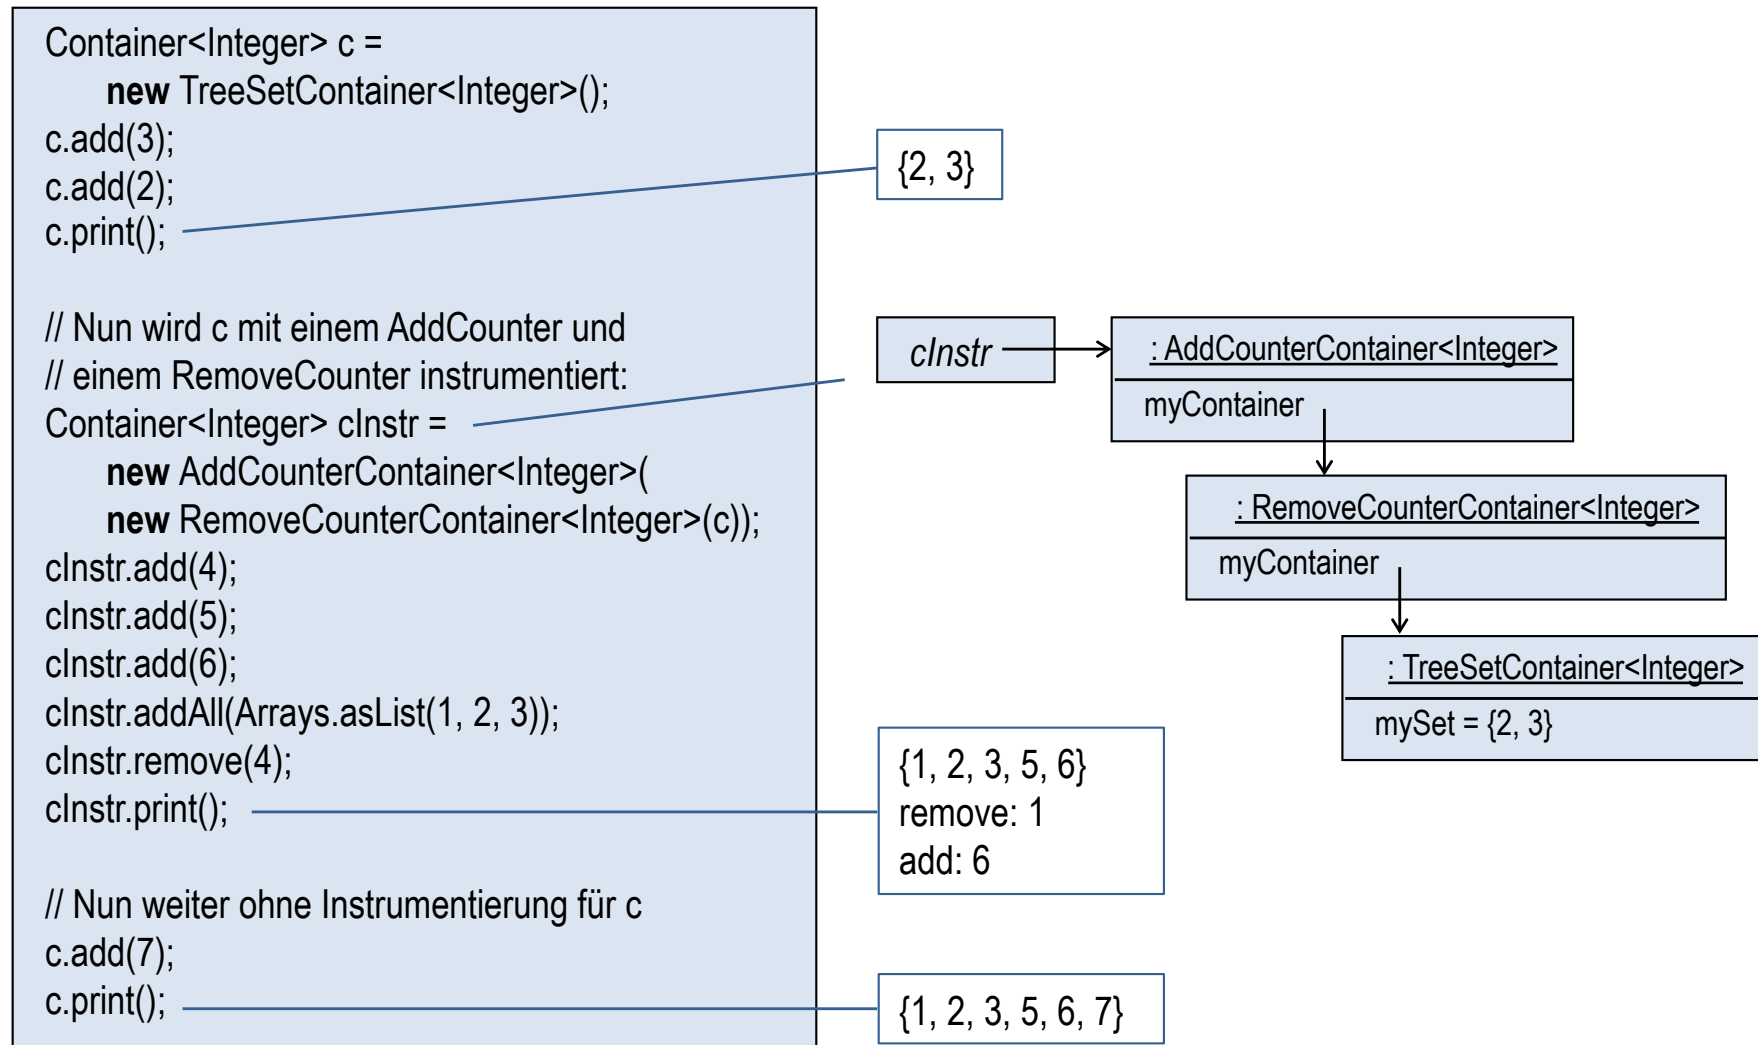 Container<Integer> c =
new TreeSetContainer<Integer>();
c.add(3);
c.add(2);
c.print();
// Nun wird c mit einem AddCounter und
// einem RemoveCounter instrumentiert:
Container<Integer> cInstr =
new AddCounterContainer<Integer>(
new RemoveCounterContainer<Integer>(c));
cInstr.add(4);
cInstr.add(5);
cInstr.add(6);
cInstr.addAll(Arrays.asList(1, 2, 3));
cInstr.remove(4);
cInstr.print();
// Nun weiter ohne Instrumentierung für c
c.add(7);
c.print();
{2, 3}
cInstr
: AddCounterContainer<Integer>
myContainer
: RemoveCounterContainer<Integer>
myContainer
: TreeSetContainer<Integer>
mySet = {2, 3}
{1, 2, 3, 5, 6}
remove: 1
add: 6
{1, 2, 3, 5, 6, 7}